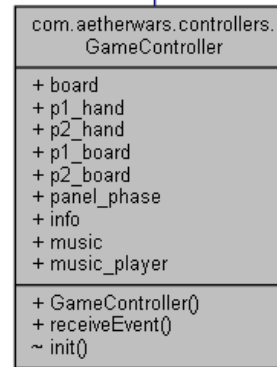 com.aetherwars.controllers.
GameController
+ board
+ p1_hand
+ p2_hand
+ p1_board
+ p2_board
+ panel_phase
+ info
+ music
+ music_player
+ GameController()
+ receiveEvent()
~ init()